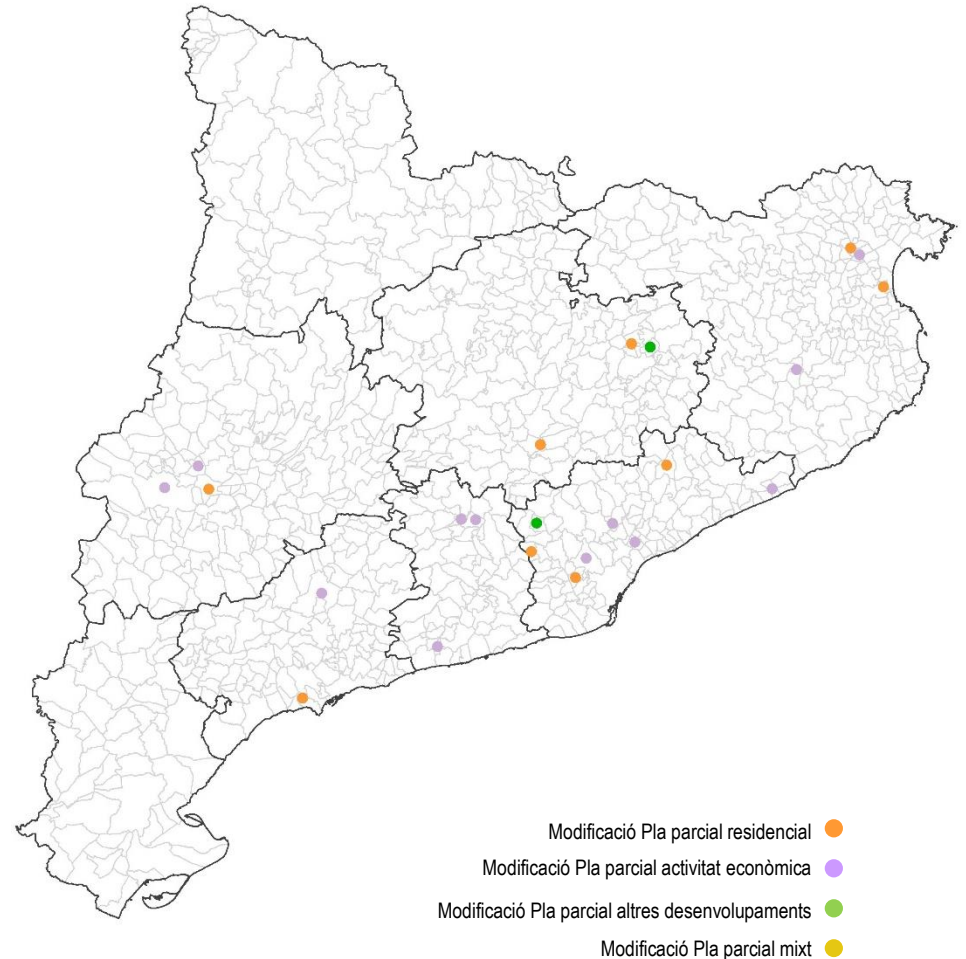 Modificació Pla parcial residencial
Modificació Pla parcial activitat econòmica
Modificació Pla parcial altres desenvolupaments
Modificació Pla parcial mixt